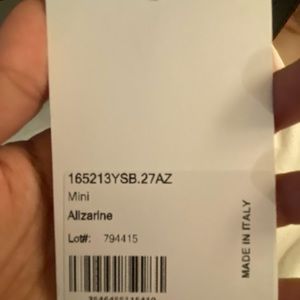 165213YSB.27AZ
Mini
Alizarine
Lot#: 794415
MADE IN ITALY